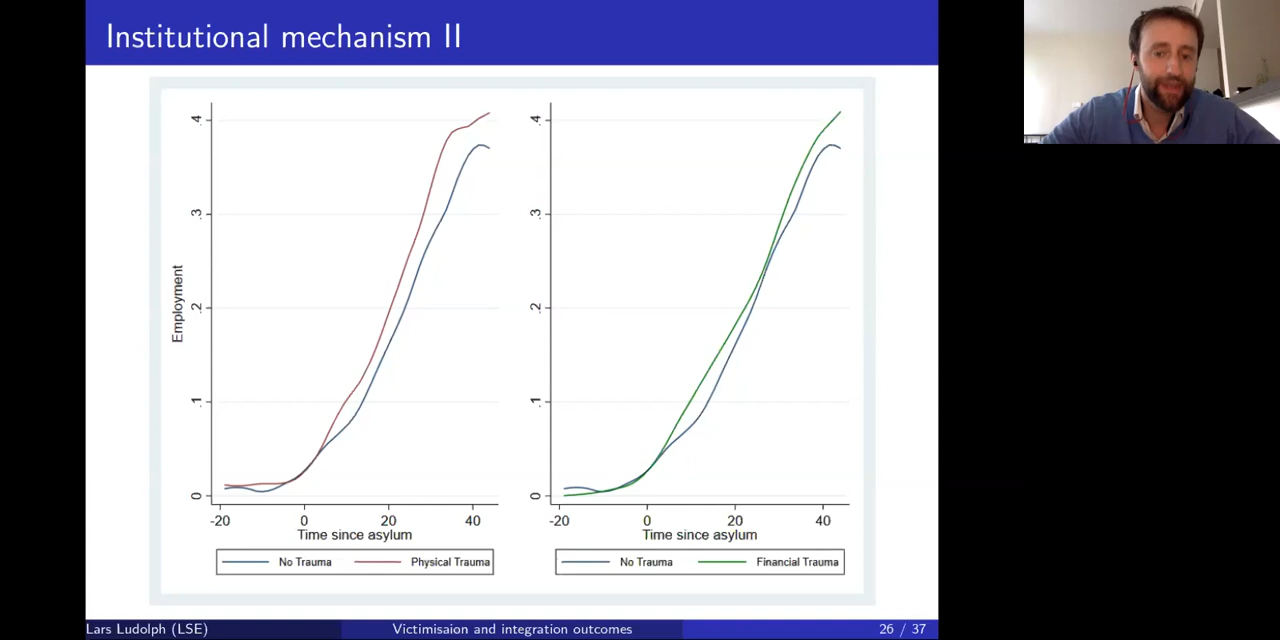 Institutional mechanism II
Employment
.4
.3
.2
.1
0
-20 0 20 40
Time since asylum
No Trauma Physical Trauma
.4
.3
.2
.1
0
-20 0 20 40
Time since asylum
No Trauma Financial Trauma
Lars Ludolph (LSE) Victimisaion and integration outcomes 26 / 37